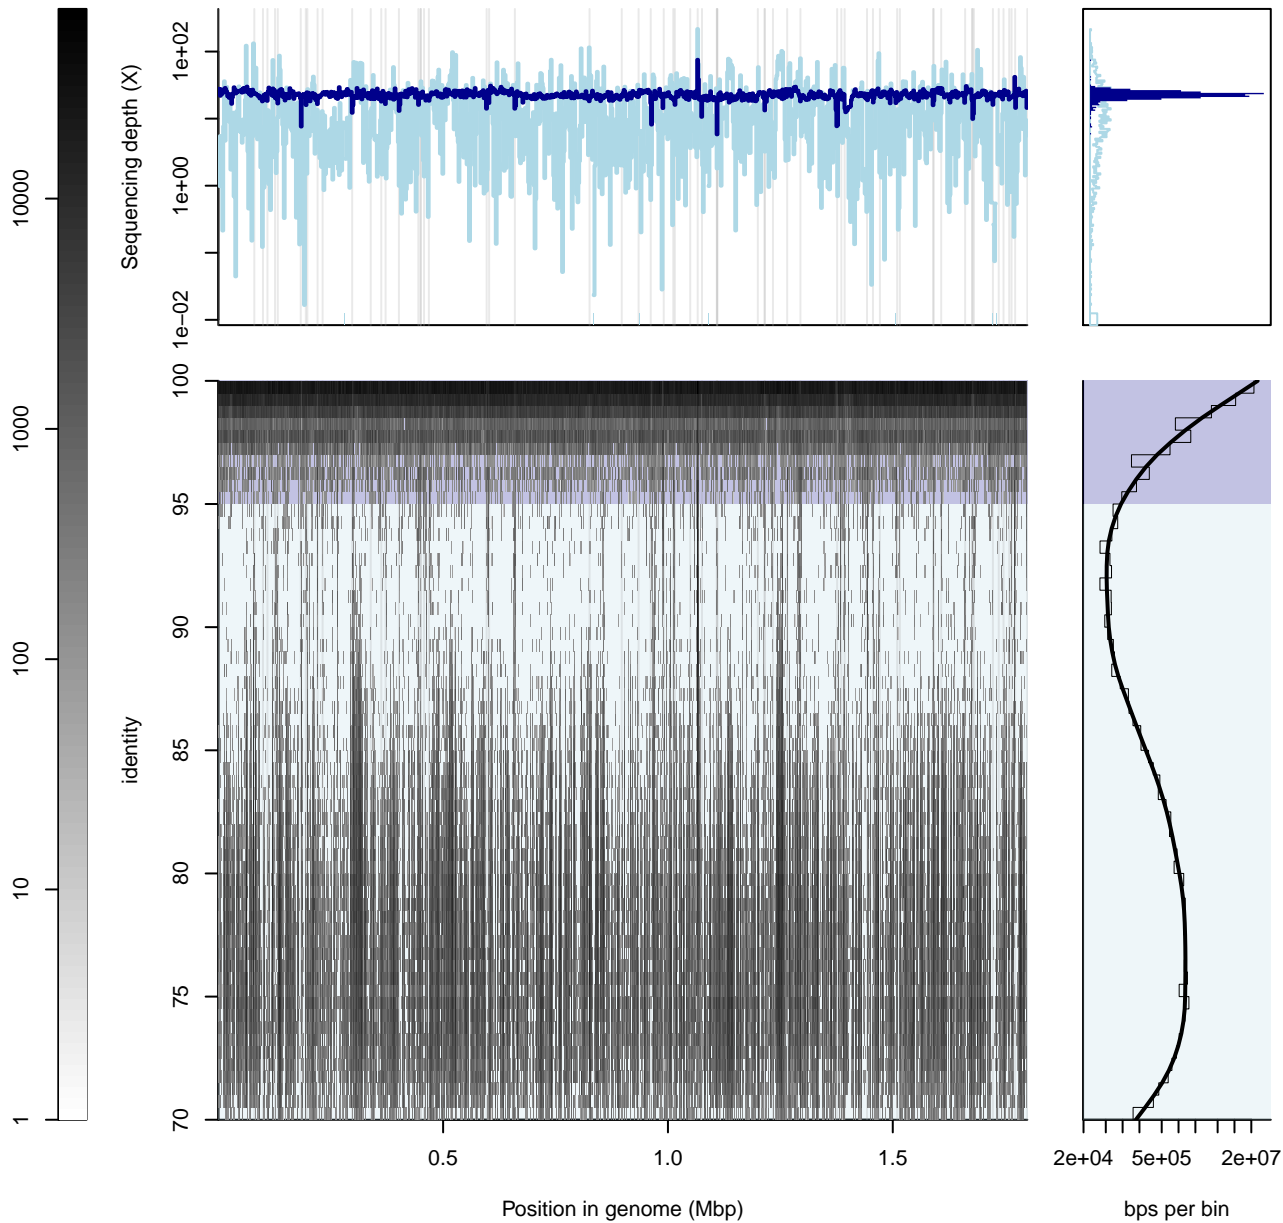 1
10
100
1000
10000
Sequencing depth (X)
1e-02
1e+00
1e+02
identity
70
75
80
85
90
95
100
0.5
1.0
1.5
Position in genome (Mbp)
2e+04
5e+05
2e+07
bps per bin